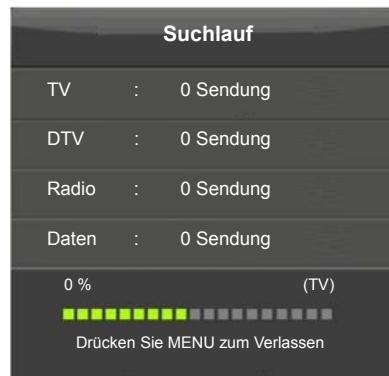 Suchlauf
TV : 0 Sendung
DTV : 0 Sendung
Radio : 0 Sendung
Daten : 0 Sendung
0 % (TV)
Drücken Sie MENU zum Verlassen